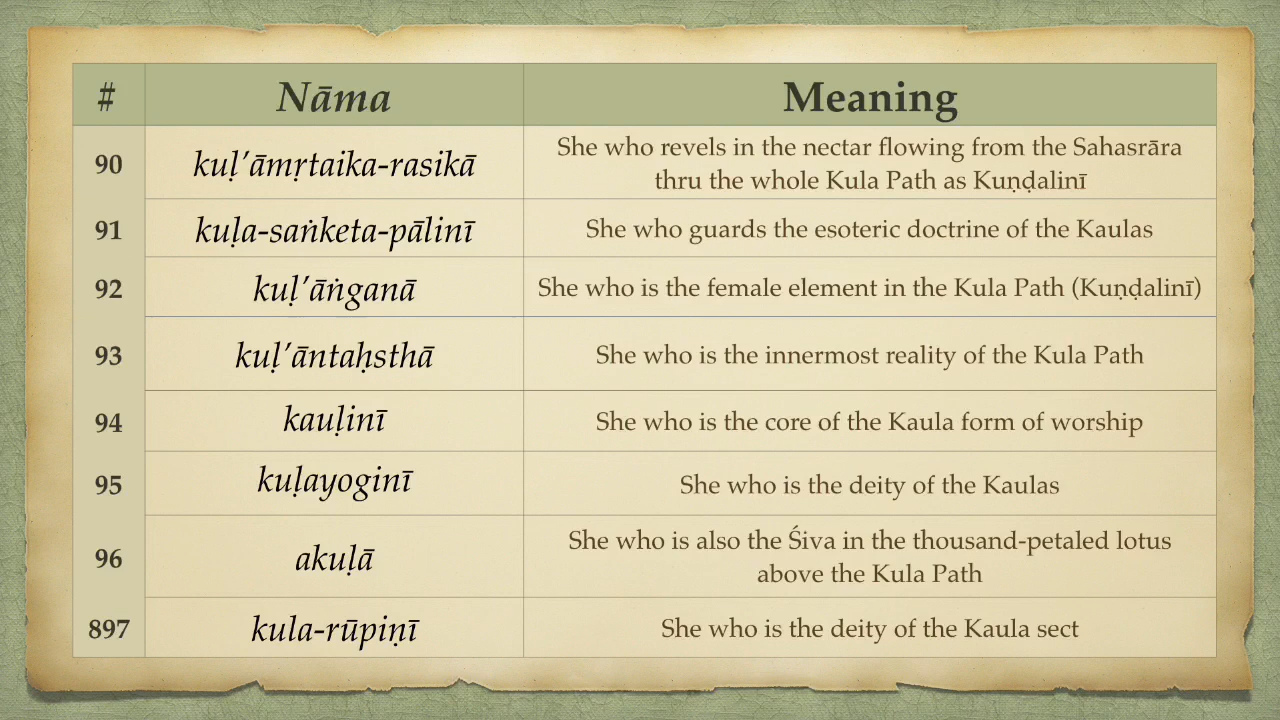 # Nāma Meaning
90 kuḷ’āmṛtaika-rasikā She who revels in the nectar flowing from the Sahasrāra
thru the whole Kula Path as Kuṇḍalinī
91 kuḷa-saṅketa-pālinī She who guards the esoteric doctrine of the Kaulas
92 kuḷ’āṅganā She who is the female element in the Kula Path (Kuṇḍalinī)
93 kuḷ’āntaḥsthā She who is the innermost reality of the Kula Path
94 kauḷinī She who is the core of the Kaula form of worship
95 kuḷayoginī She who is the deity of the Kaulas
96 akuḷā She who is also the Śiva in the thousand-petaled lotus
above the Kula Path
897 kula-rūpiṇī She who is the deity of the Kaula sect